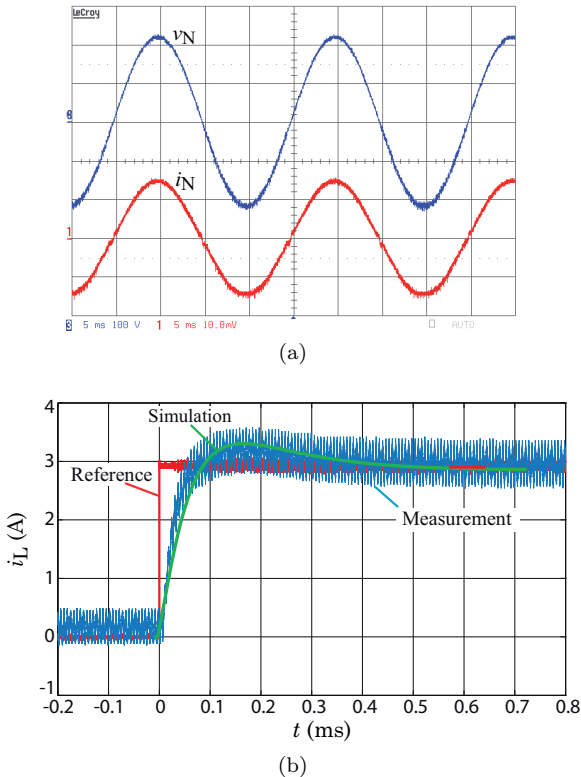 LeCroy
vN
iN
1
3 5 ms 100 V 1 5 ms 10.0mV AUTO
(a)
4
3
2
1
0
-1
iL (A)
Simulation
Reference
Measurement
-0.2 -0.1 0 0.1 0.2 0.3 0.4 0.5 0.6 0.7 0.8
t (ms)
(b)